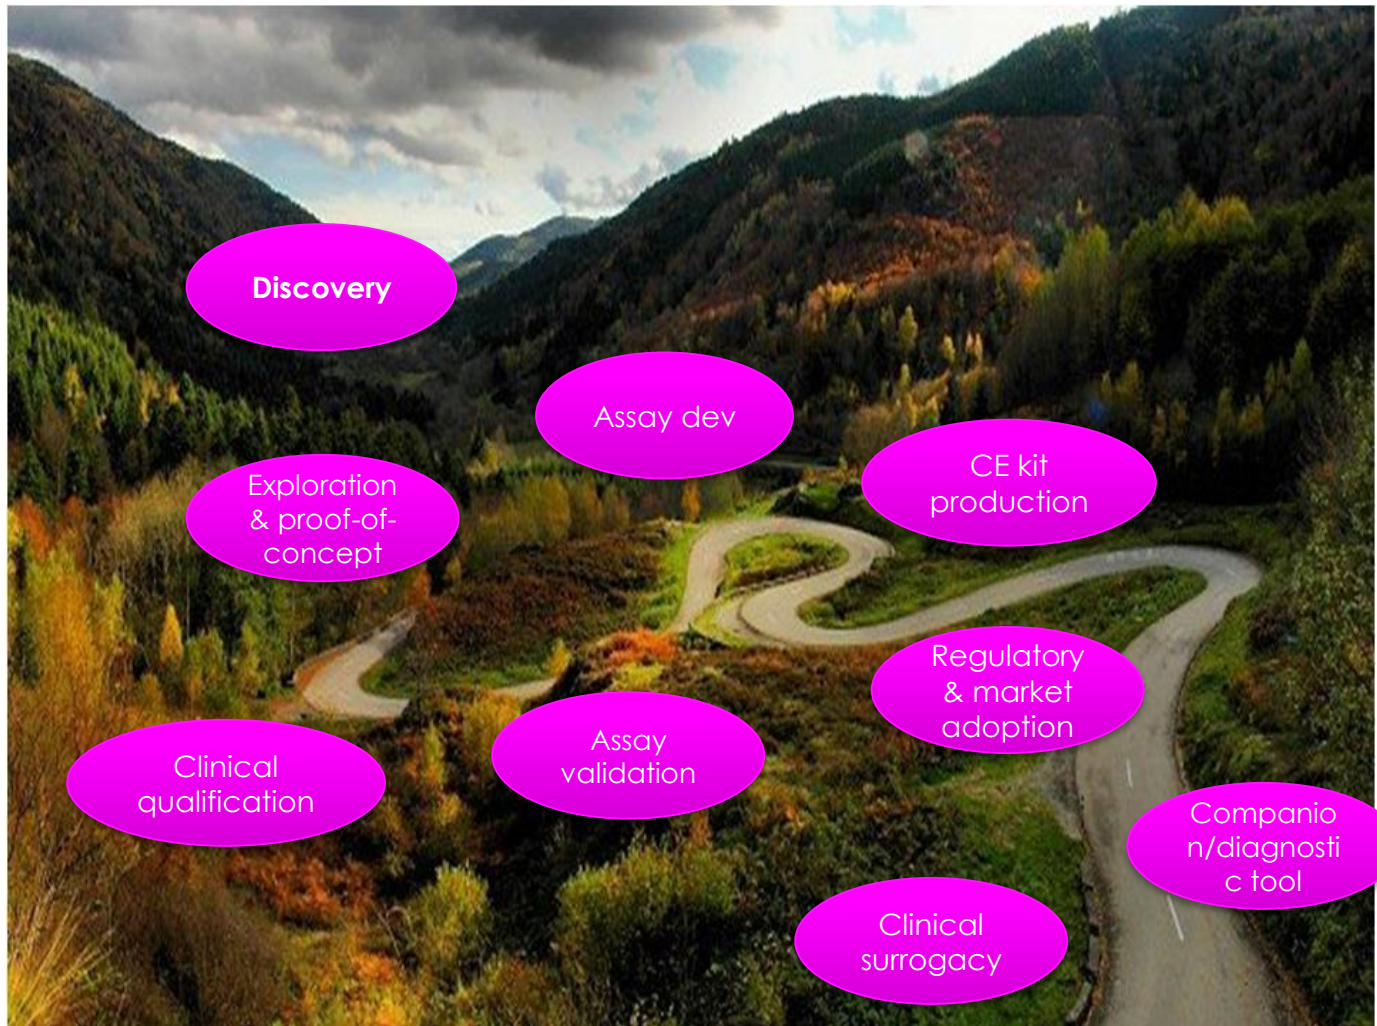 Discovery
Assay dev
CE kit
production
Exploration
& proof-of-
concept
Regulatory
& market
adoption
Assay
validation
Clinical
qualification
Companio
n/diagnosti
c tool
Clinical
surrogacy